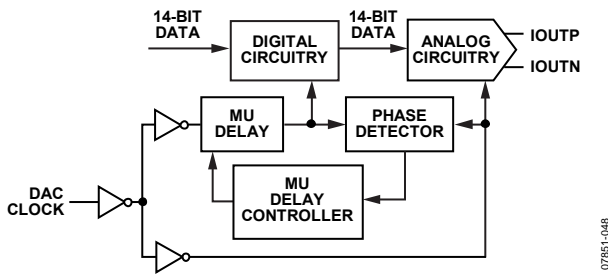 14-BIT
DATA
DIGITAL
CIRCUITRY
14-BIT
DATA
ANALOG
CIRCUITRY
IOUTP
IOUTN
MU
DELAY
PHASE
DETECTOR
MU
DELAY
CONTROLLER
DAC
CLOCK
07851-048